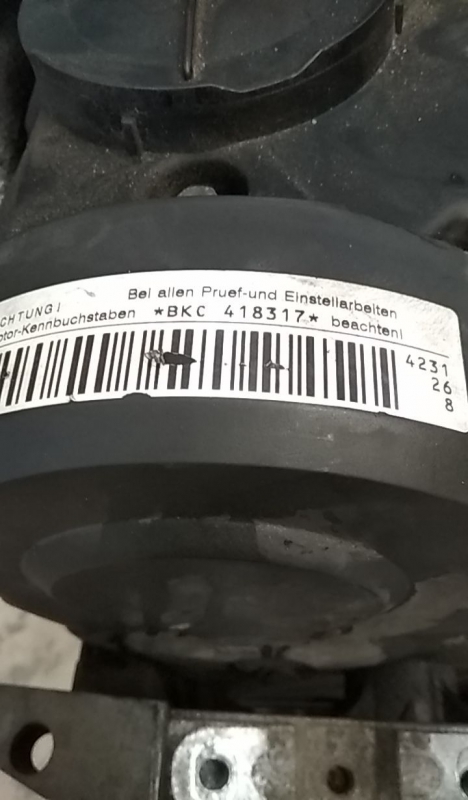 CHTUNG! Bei allen Pruef-und Einstellarbeiten
otor-Kennbuchstaben *BKC 418317* beachten!
4231
26
8